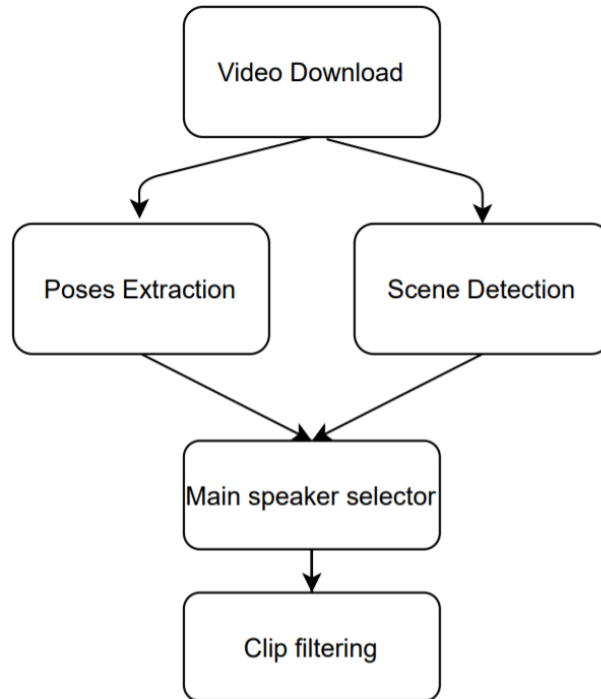 Video Download
Poses Extraction
Scene Detection
Main speaker selector
Clip filtering